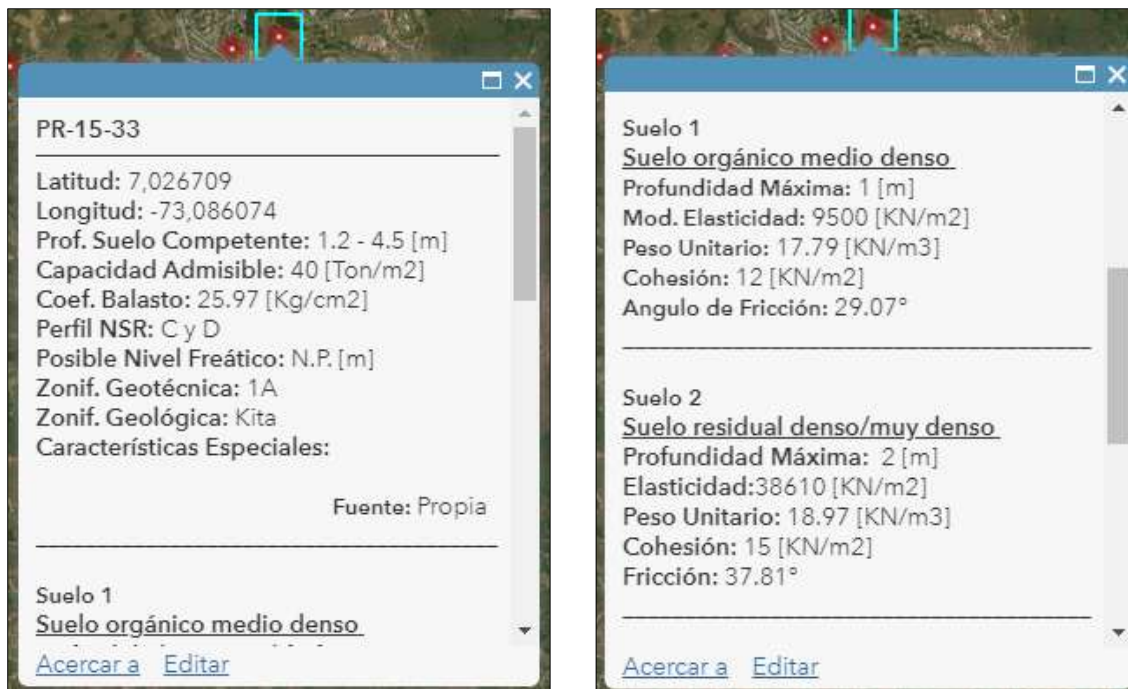 PR-15-33
Latitud: 7,026709
Longitud: -73,086074
Prof. Suelo Competente: 1.2 - 4.5 [m]
Capacidad Admisible: 40 [Ton/m2]
Coef. Balasto: 25.97 [Kg/cm2]
Perfil NSR: C y D
Posible Nivel Freático: N.P. [m]
Zonif. Geotécnica: 1A
Zonif. Geológica: Kita
Características Especiales:
Fuente: Propia
Suelo 1
Suelo orgánico medio denso
Acercar a Editar
Suelo 1
Suelo orgánico medio denso
Profundidad Máxima: 1 [m]
Mod. Elasticidad: 9500 [KN/m2]
Peso Unitario: 17.79 [KN/m3]
Cohesión: 12 [KN/m2]
Angulo de Fricción: 29.07°
Suelo 2
Suelo residual denso/muy denso
Profundidad Máxima: 2 [m]
Elasticidad:38610 [KN/m2]
Peso Unitario: 18.97 [KN/m3]
Cohesión: 15 [KN/m2]
Fricción: 37.81°
Acercar a Editar